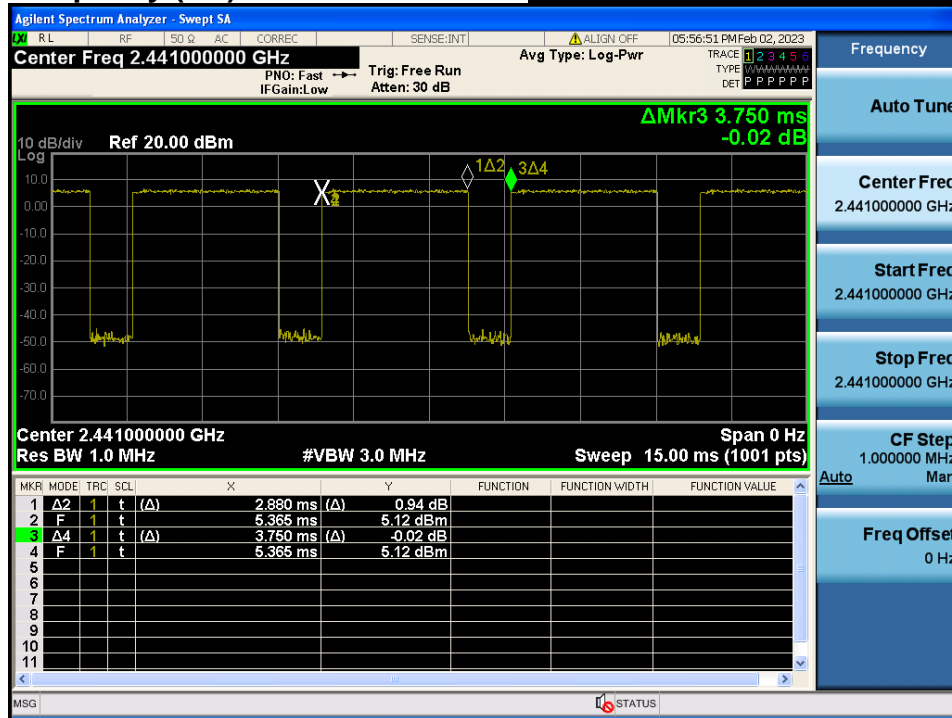 Agilent Spectrum Analyzer - Swept SA
LXI RL RF 50 Ω AC CORREC SENSE:INT ALIGN OFF 05:56:51 PM Feb 02, 2023
Center Freq 2.441000000 GHz
PNO: Fast
IFGain:Low
Trig: Free Run
Atten: 30 dB
Avg Type: Log-Pwr
TRACE 1 2 3 4 5 6
TYPE WWWWWW
DET P P P P P P
ΔMkr3 3.750 ms
-0.02 dB
10 dB/div Ref 20.00 dBm
Log
1Δ2 3Δ4
10.0
0.00
-10.0
-20.0
-30.0
-40.0
-50.0
-60.0
-70.0
X
Center 2.441000000 GHz Span 0 Hz
Res BW 1.0 MHz #VBW 3.0 MHz Sweep 15.00 ms (1001 pts)
MKR MODE TRC SCL X Y FUNCTION FUNCTION WIDTH FUNCTION VALUE
1 Δ2 1 t (Δ) 2.880 ms (Δ) 0.94 dB
2 F 1 t 5.365 ms 5.12 dBm
3 Δ4 1 t (Δ) 3.750 ms (Δ) -0.02 dB
4 F 1 t 5.365 ms 5.12 dBm
5
6
7
8
9
10
11
MSG STATUS
Frequency
Auto Tune
Center Freq
2.441000000 GHz
Start Freq
2.441000000 GHz
Stop Freq
2.441000000 GHz
CF Step
1.000000 MHz
Auto Man
Freq Offset
0 Hz